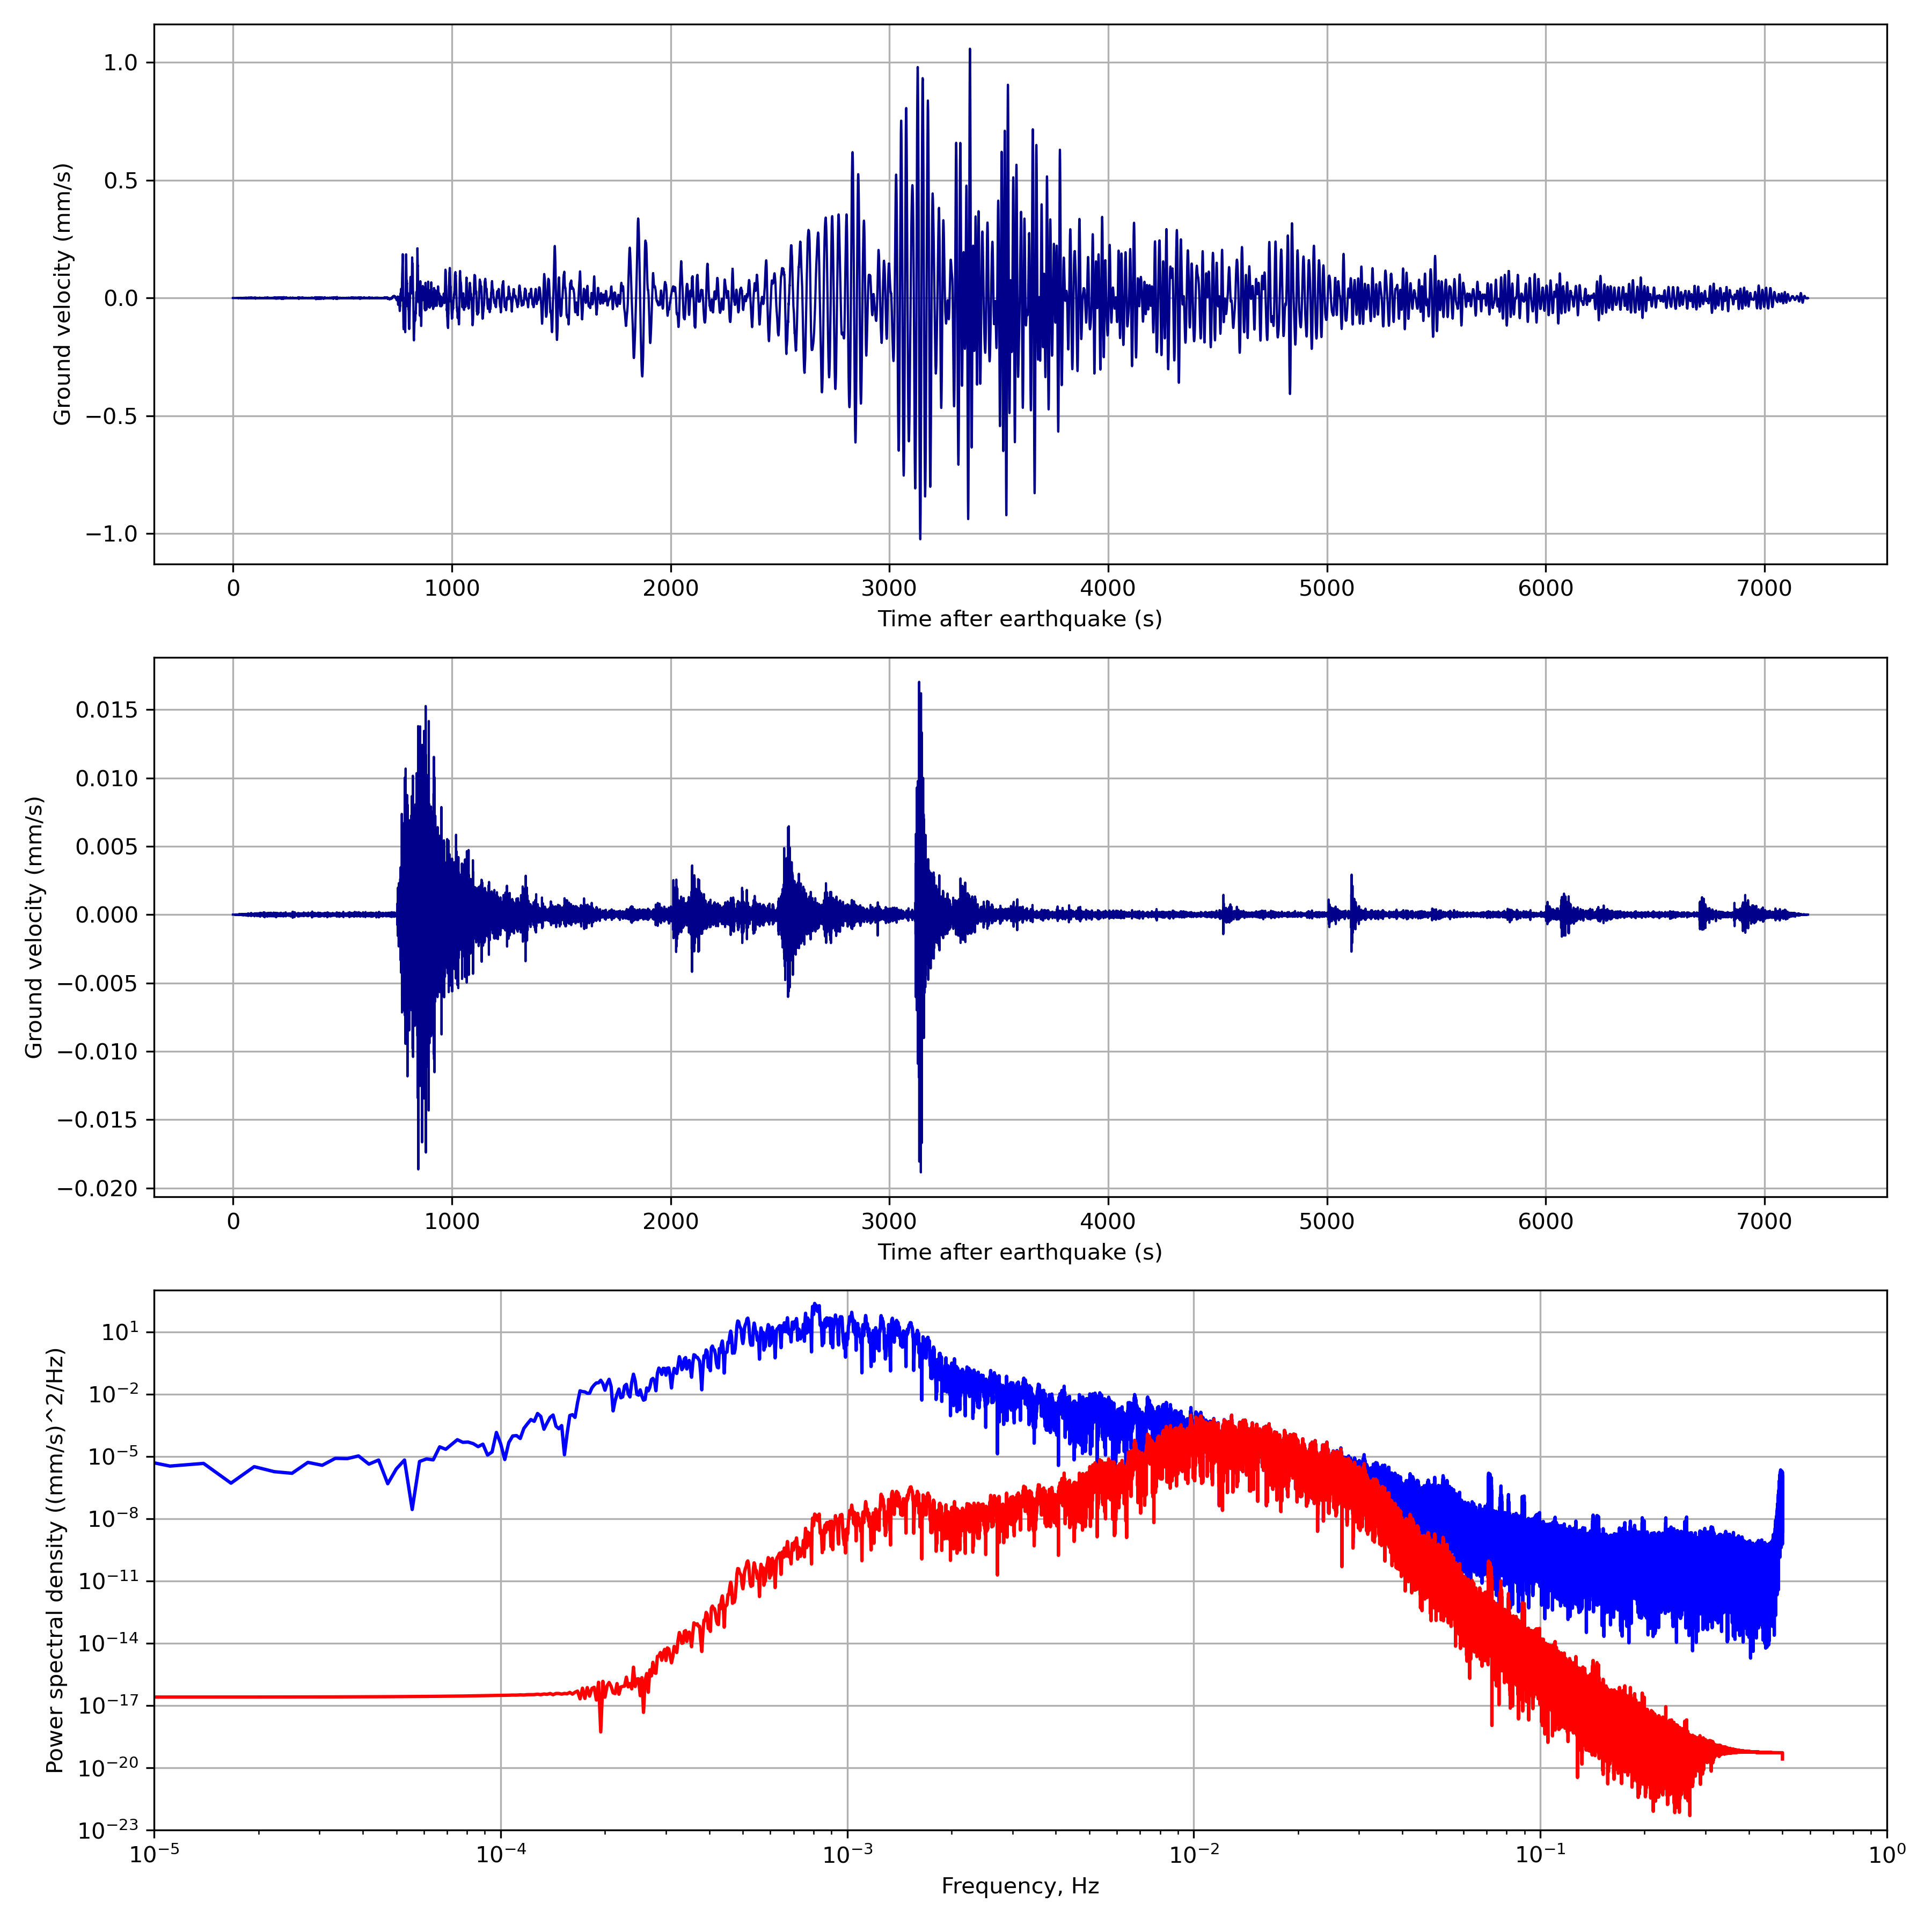 1.0
0.5
0.0
−0.5
−1.0
Ground velocity (mm/s)
0 1000 2000 3000 4000 5000 6000 7000
Time after earthquake (s)
0.015
0.010
0.005
0.000
−0.005
−0.010
−0.015
−0.020
Ground velocity (mm/s)
0 1000 2000 3000 4000 5000 6000 7000
Time after earthquake (s)
10¹
10⁻²
10⁻⁵
10⁻⁸
10⁻¹¹
10⁻¹⁴
10⁻¹⁷
10⁻²⁰
10⁻²³
Power spectral density ((mm/s)^2/Hz)
10⁻⁵ 10⁻⁴ 10⁻³ 10⁻² 10⁻¹ 10⁰
Frequency, Hz